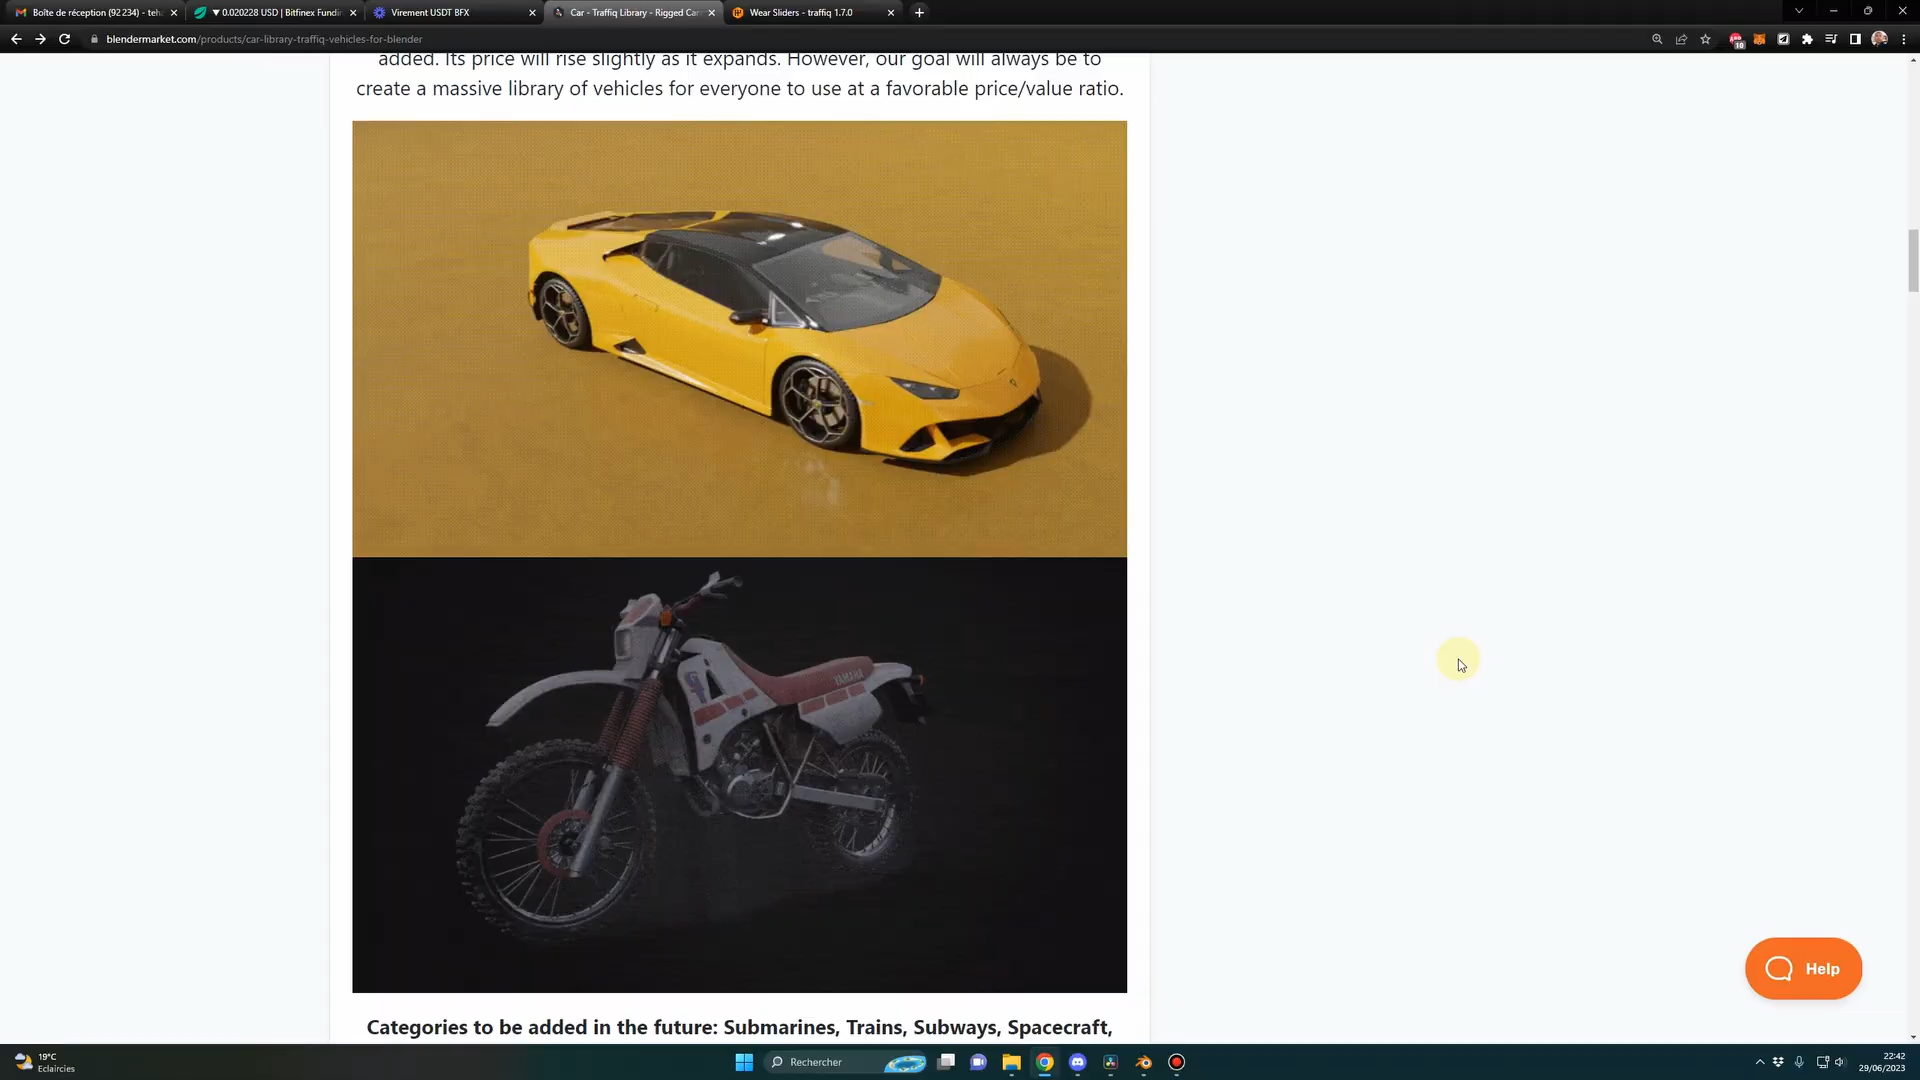 Boîte de réception (92 234) - teh
▼ 0.020228 USD | Bitfinex Fundin
Virement USDT BFX
Car - Traffiq Library - Rigged Car
Wear Sliders - traffiq 1.7.0
blendermarket.com/products/car-library-traffiq-vehicles-for-blender
10
added. Its price will rise slightly as it expands. However, our goal will always be to
create a massive library of vehicles for everyone to use at a favorable price/value ratio.
YAMAHA
Help
Categories to be added in the future: Submarines, Trains, Subways, Spacecraft,
19°C
Eclaircies
Rechercher
22:42
29/06/2023